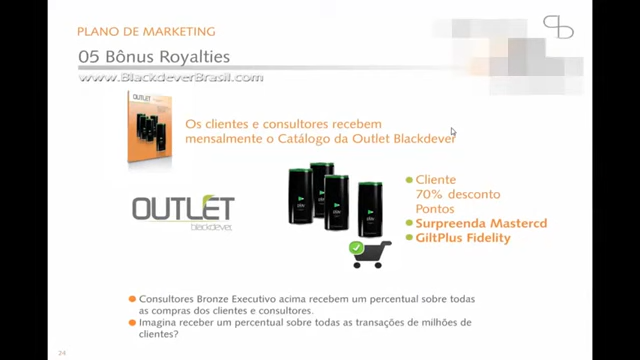 PLANO DE MARKETING
05 Bônus Royalties
www.BlackdeverBrasil.com
OUTLET
Os clientes e consultores recebem
mensalmente o Catálogo da Outlet Blackdever
Cliente
70% desconto
Pontos
Surpreenda Mastercd
GiltPlus Fidelity
OUTLET
blackdever
Consultores Bronze Executivo acima recebem um percentual sobre todas
as compras dos clientes e consultores.
Imagina receber um percentual sobre todas as transações de milhões de
clientes?
24